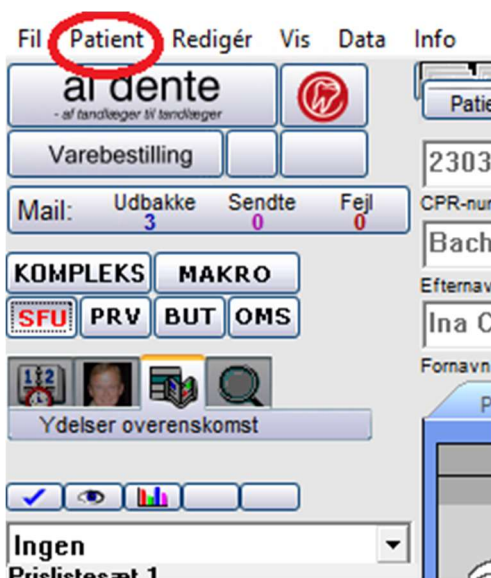 Fil Patient Redigér Vis Data Info
al dente
- af tandlæger til tandlæger
Varebestilling
Mail: Udbakke 3 Sendte 0 Fejl 0
KOMPLEKS MAKRO
SFU PRV BUT OMS
Ydelser overenskomst
Ingen
Prislistesæt 1
Patie
2303
CPR-nur
Bach
Efternav
Ina C
Fornavn
P